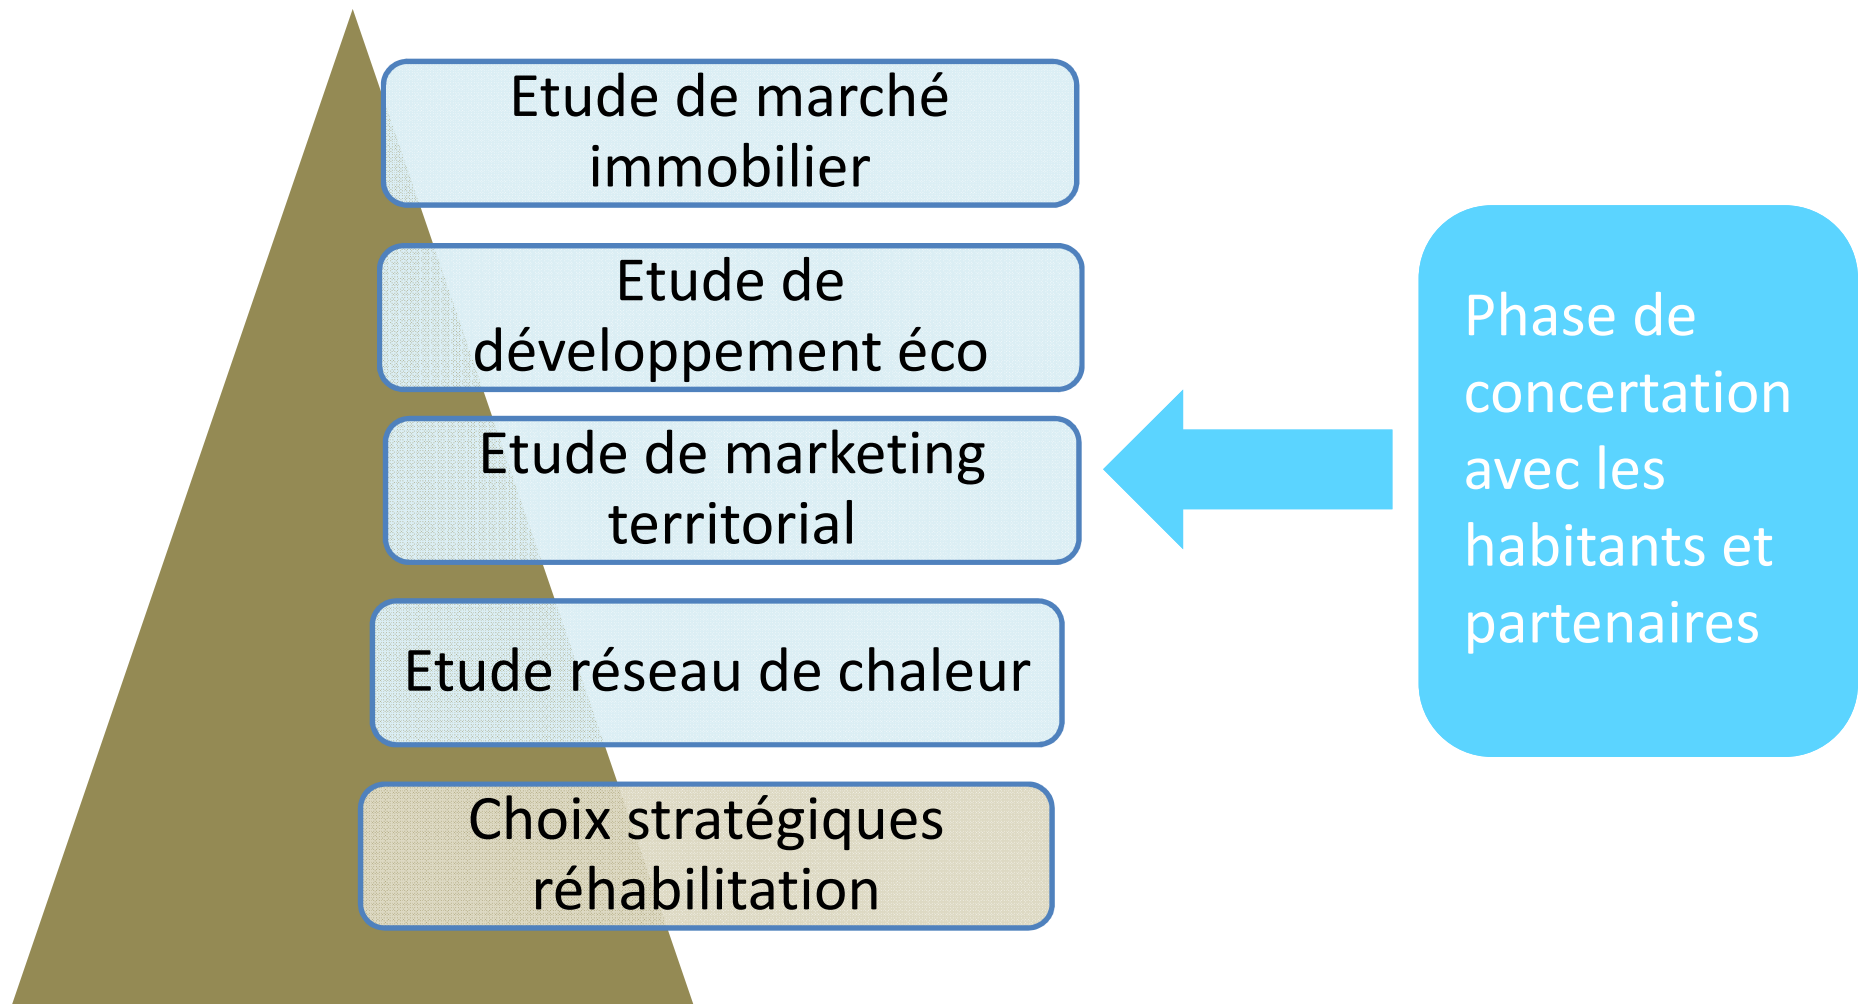 Etude de marché
immobilier
Etude de
développement éco
Etude de marketing
territorial
Etude réseau de chaleur
Choix stratégiques
réhabilitation
Phase de
concertation
avec les
habitants et
partenaires